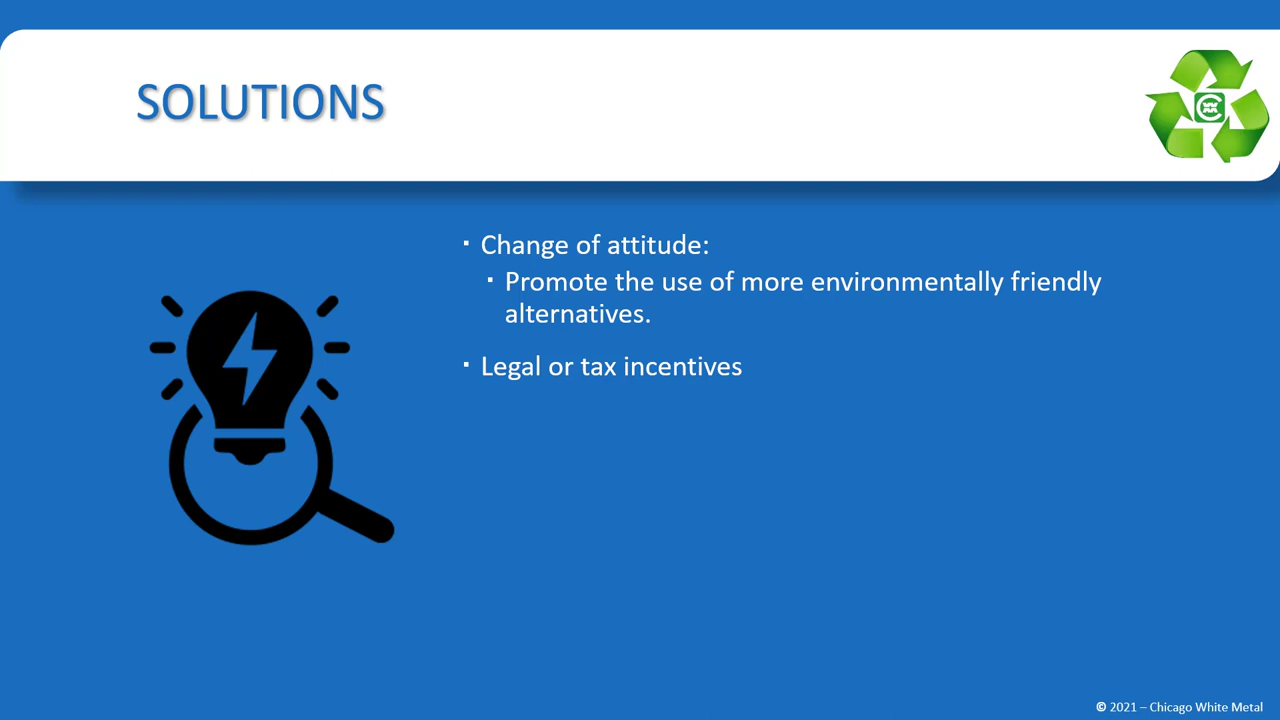 SOLUTIONS
▪ Change of attitude:
▪ Promote the use of more environmentally friendly
alternatives.
▪ Legal or tax incentives
© 2021 – Chicago White Metal